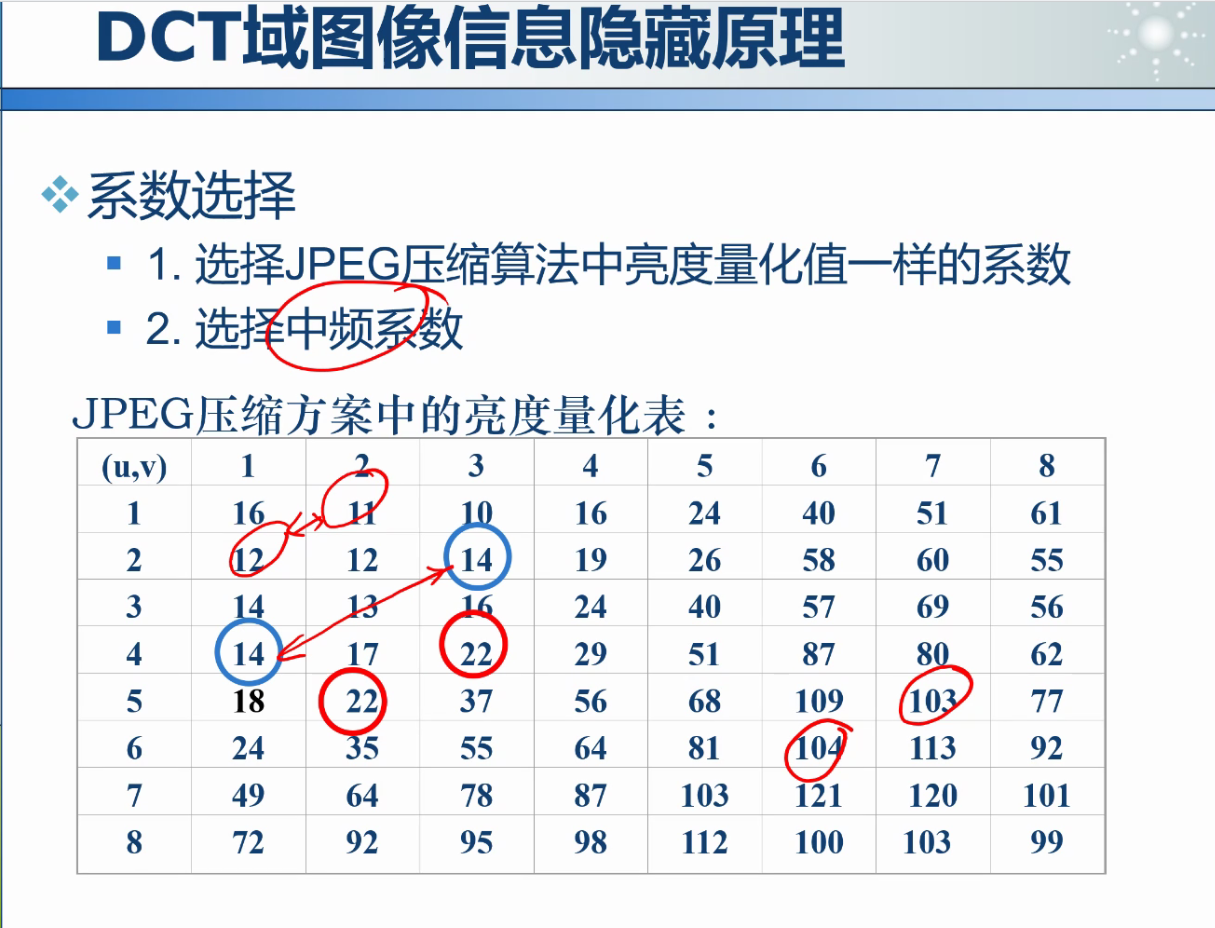 DCT域图像信息隐藏原理
系数选择
1. 选择JPEG压缩算法中亮度量化值一样的系数
2. 选择中频系数
JPEG压缩方案中的亮度量化表：
(u,v) 1 2 3 4 5 6 7 8
1 16 11 10 16 24 40 51 61
2 12 12 14 19 26 58 60 55
3 14 13 16 24 40 57 69 56
4 14 17 22 29 51 87 80 62
5 18 22 37 56 68 109 103 77
6 24 35 55 64 81 104 113 92
7 49 64 78 87 103 121 120 101
8 72 92 95 98 112 100 103 99